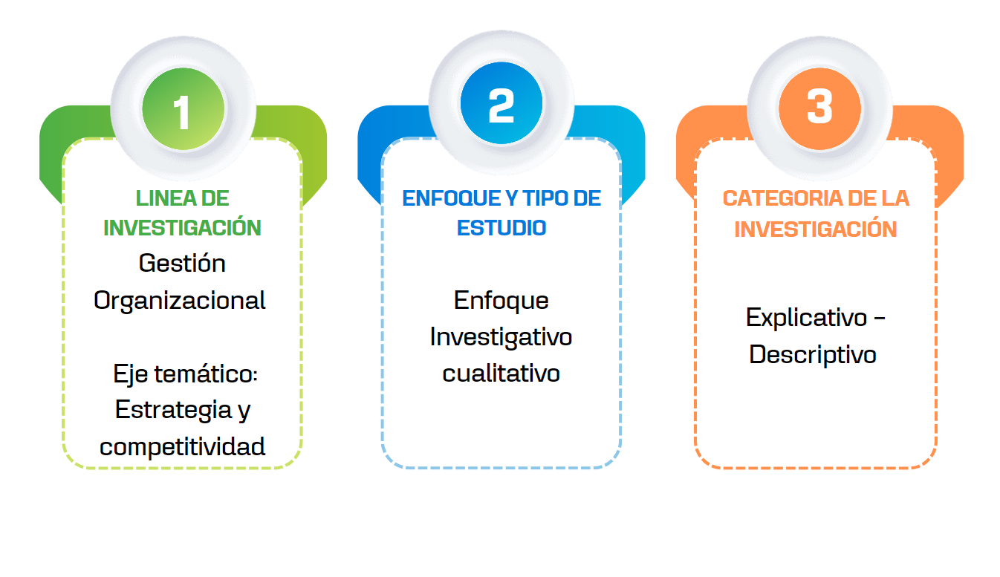 1
LINEA DE
INVESTIGACIÓN
Gestión
Organizacional
Eje temático:
Estrategia y
competitividad
2
ENFOQUE Y TIPO DE
ESTUDIO
Enfoque
Investigativo
cualitativo
3
CATEGORIA DE LA
INVESTIGACIÓN
Explicativo –
Descriptivo